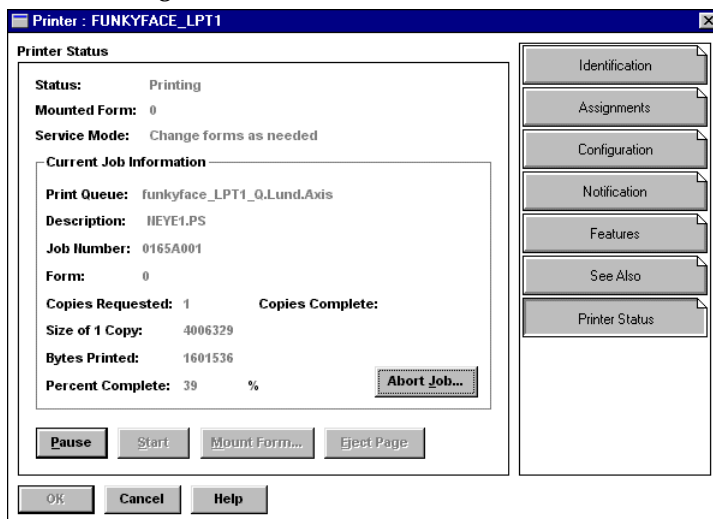 Printer : FUNKYFACE_LPT1
Printer Status
Status: Printing
Mounted Form: 0
Service Mode: Change forms as needed
Current Job Information
Print Queue: funkyface_LPT1_Q.Lund.Axis
Description: NEYE1.PS
Job Number: 0165A001
Form: 0
Copies Requested: 1 Copies Complete:
Size of 1 Copy: 4006329
Bytes Printed: 1601536
Percent Complete: 39 %
Abort Job...
Pause Start Mount Form... Eject Page
OK Cancel Help
Identification
Assignments
Configuration
Notification
Features
See Also
Printer Status